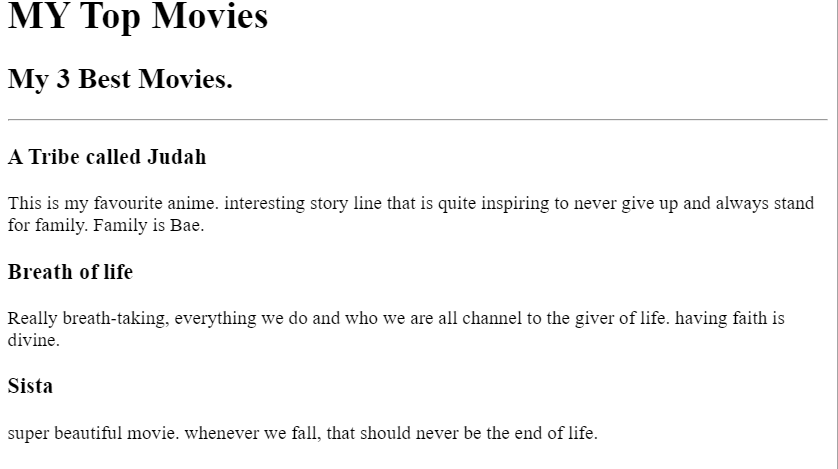 MY Top Movies
My 3 Best Movies.
A Tribe called Judah
This is my favourite anime. interesting story line that is quite inspiring to never give up and always stand
for family. Family is Bae.
Breath of life
Really breath-taking, everything we do and who we are all channel to the giver of life. having faith is
divine.
Sista
super beautiful movie. whenever we fall, that should never be the end of life.